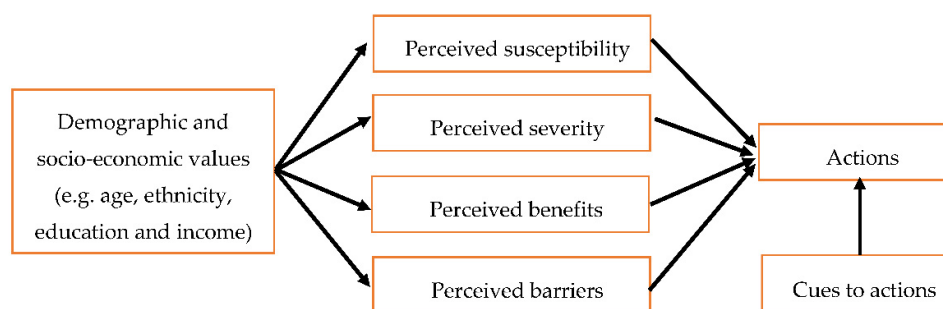 Demographic and
socio-economic values
(e.g. age, ethnicity,
education and income)
Perceived susceptibility
Perceived severity
Perceived benefits
Perceived barriers
Actions
Cues to actions